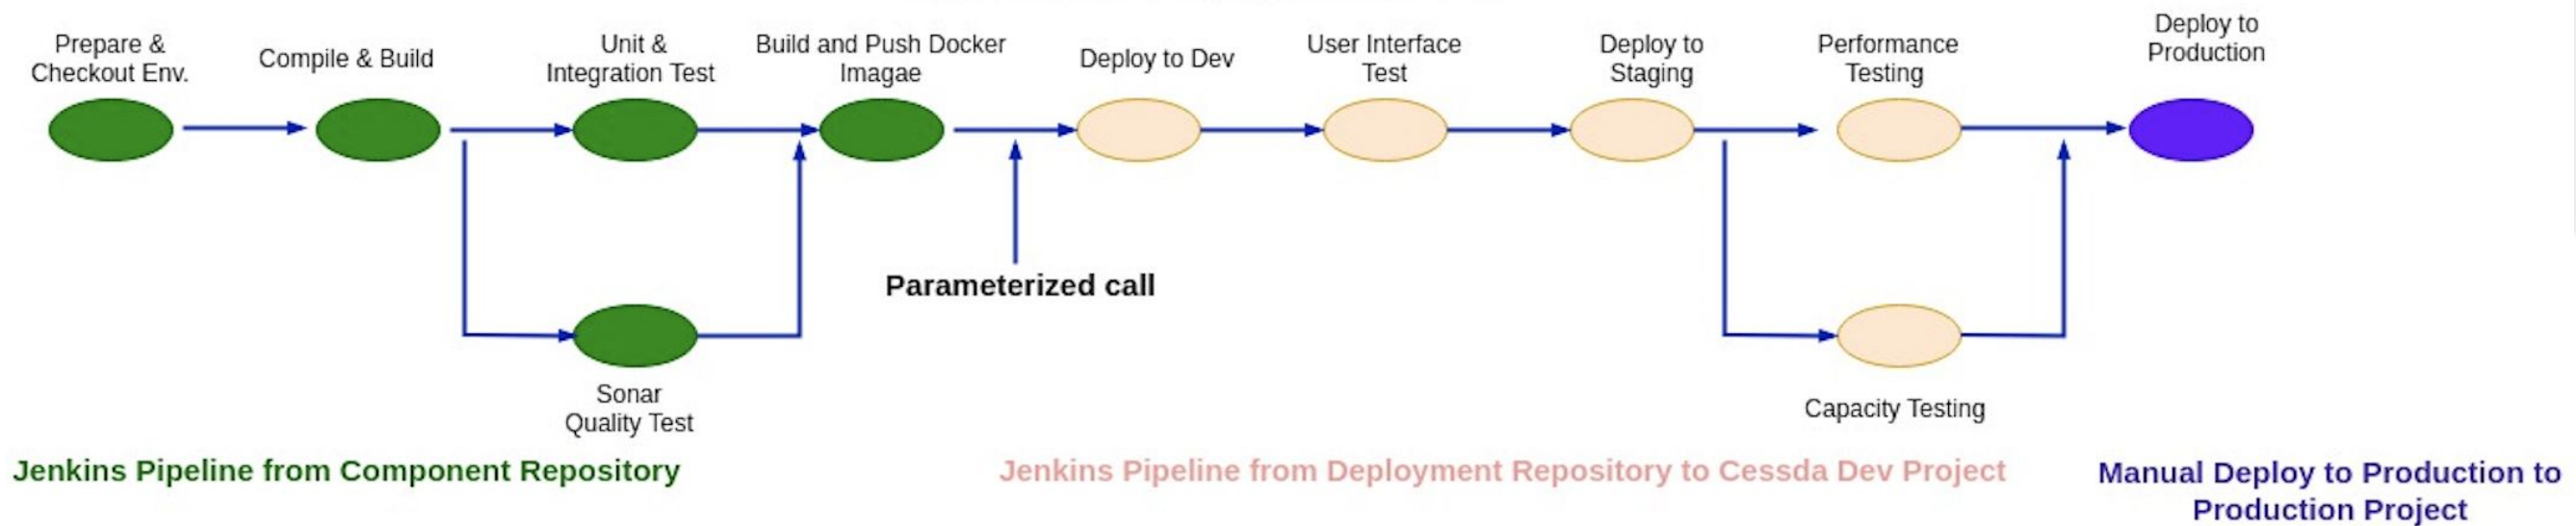 Prepare &
Checkout Env.
Compile & Build
Unit &
Integration Test
Build and Push Docker
Imagae
Deploy to Dev
User Interface
Test
Deploy to
Staging
Performance
Testing
Deploy to
Production
Parameterized call
Sonar
Quality Test
Capacity Testing
Jenkins Pipeline from Component Repository
Jenkins Pipeline from Deployment Repository to Cessda Dev Project
Manual Deploy to Production to
Production Project